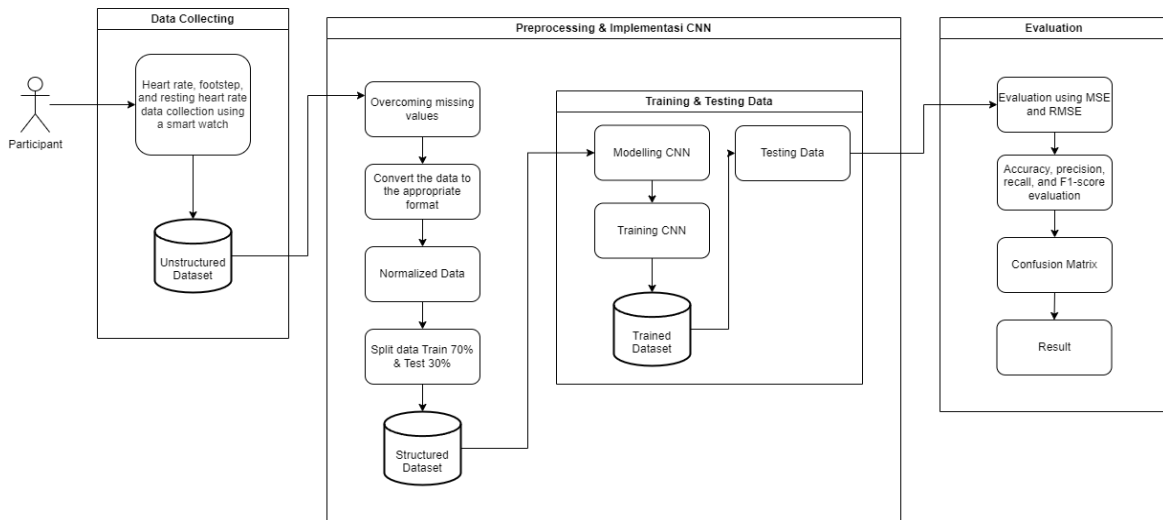 Data Collecting
Heart rate, footstep,
and resting heart rate
data collection using
a smart watch
Participant
Unstructured
Dataset
Preprocessing & Implementasi CNN
Overcoming missing
values
Convert the data to
the appropriate
format
Normalized Data
Split data Train 70%
& Test 30%
Structured
Dataset
Training & Testing Data
Modelling CNN
Training CNN
Trained
Dataset
Testing Data
Evaluation
Evaluation using MSE
and RMSE
Accuracy, precision,
recall, and F1-score
evaluation
Confusion Matrix
Result